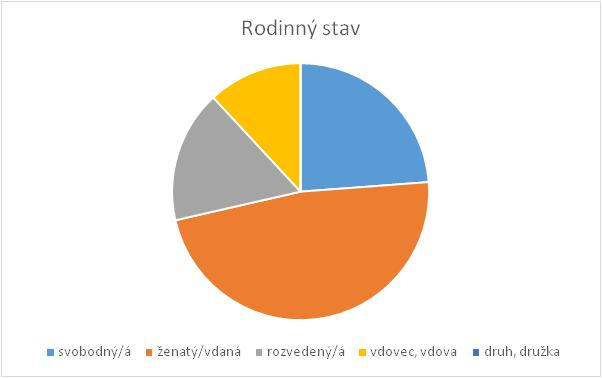 Rodinný stav
svobodný/á ženatý/vdaná rozvedený/á vdovec, vdova druh, družka